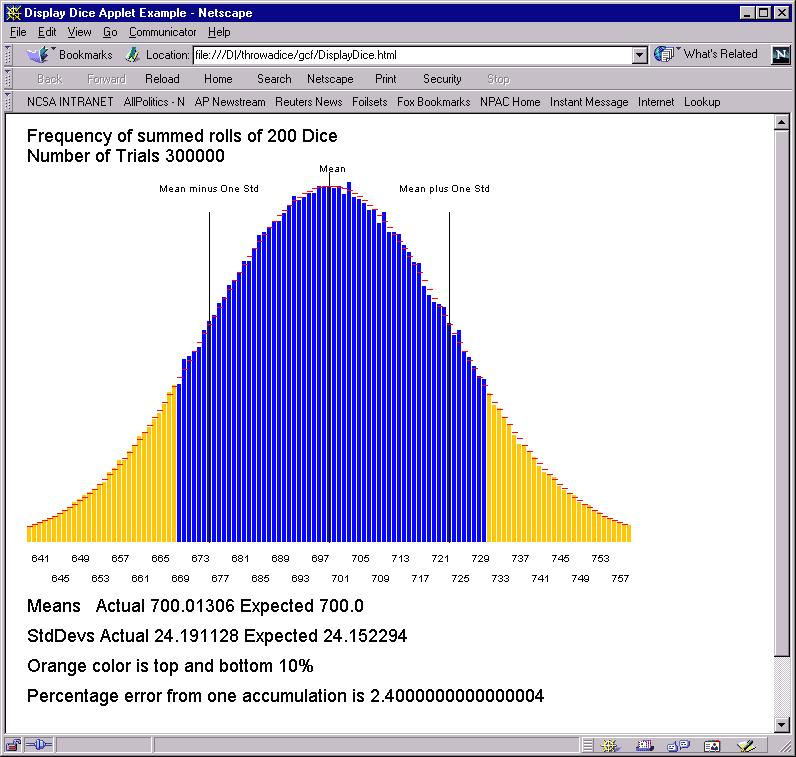 Display Dice Applet Example - Netscape
File Edit View Go Communicator Help
Bookmarks Location: file:///D|/throwadice/gcf/DisplayDice.html What's Related N
Back Forward Reload Home Search Netscape Print Security Stop
NCSA INTRANET AllPolitics - N AP Newstream Reuters News Foilsets Fox Bookmarks NPAC Home Instant Message Internet Lookup
Frequency of summed rolls of 200 Dice
Number of Trials 300000
Mean
Mean minus One Std Mean plus One Std
641 649 657 665 673 681 689 697 705 713 721 729 737 745 753
645 653 661 669 677 685 693 701 709 717 725 733 741 749 757
Means Actual 700.01306 Expected 700.0
StdDevs Actual 24.191128 Expected 24.152294
Orange color is top and bottom 10%
Percentage error from one accumulation is 2.4000000000000004